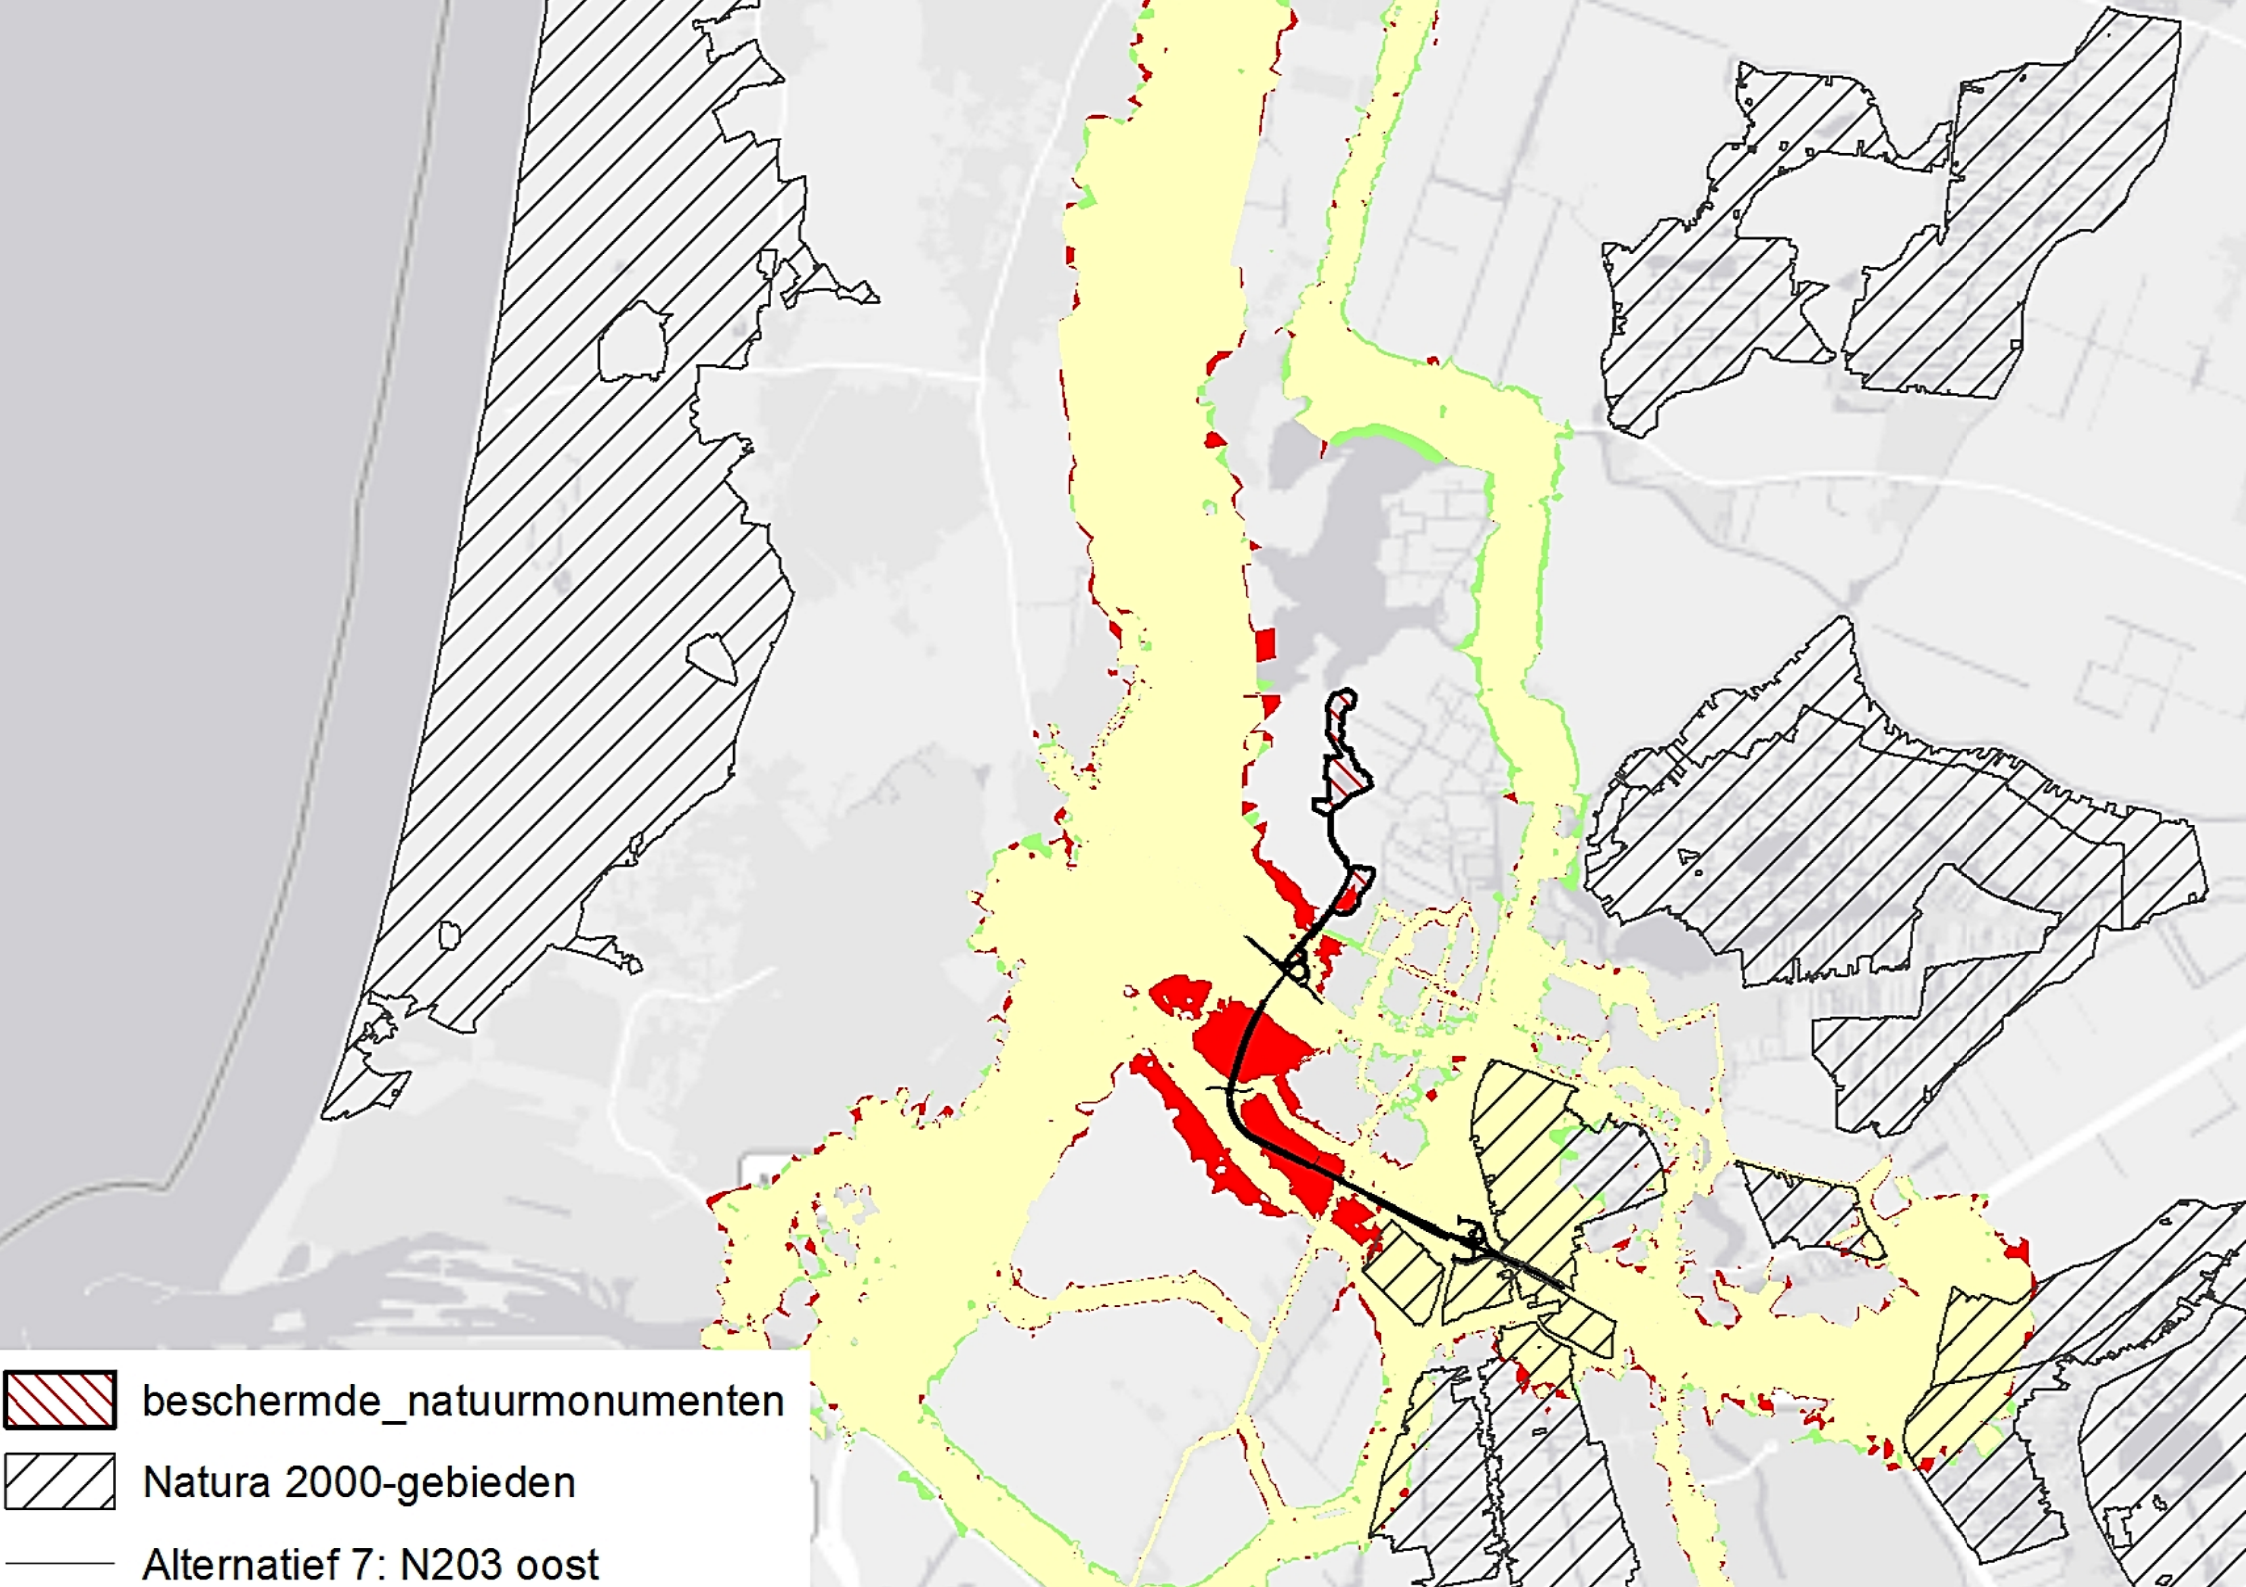 beschermde_natuurmonumenten
Natura 2000-gebieden
Alternatief 7: N203 oost